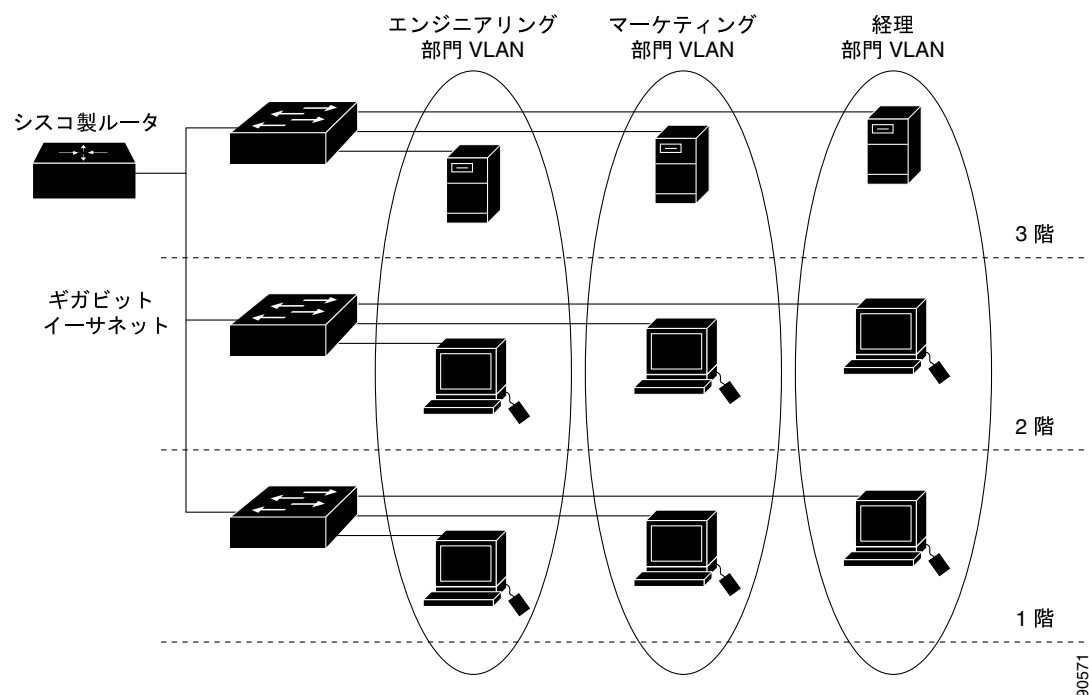 エンジニアリング
部門 VLAN
マーケティング
部門 VLAN
経理
部門 VLAN
シスコ製ルータ
3 階
ギガビット
イーサネット
2 階
1 階
90571